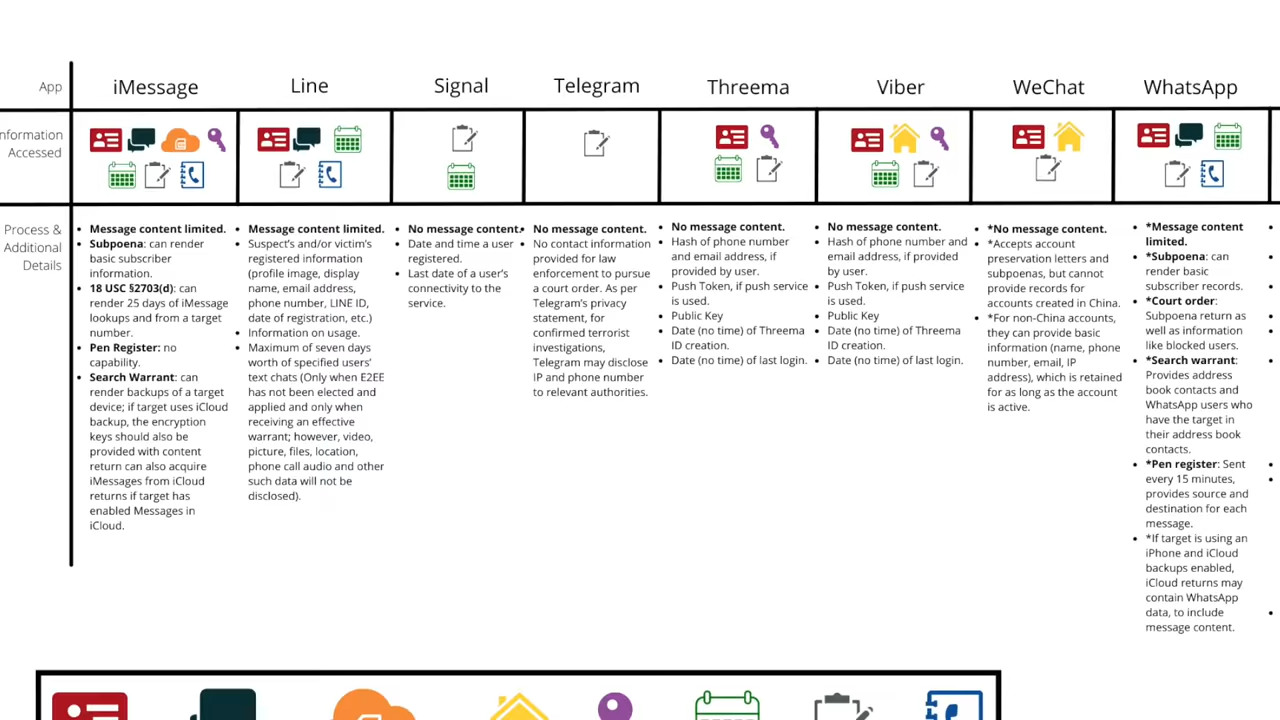 App
iMessage
Line
Signal
Telegram
Threema
Viber
WeChat
WhatsApp
nformation
Accessed
Process &
Additional
Details
• Message content limited.
• Subpoena: can render
basic subscriber
information.
• 18 USC §2703(d): can
render 25 days of iMessage
lookups and from a target
number.
• Pen Register: no
capability.
• Search Warrant: can
render backups of a target
device; if target uses iCloud
backup, the encryption
keys should also be
provided with content
return can also acquire
iMessages from iCloud
returns if target has
enabled Messages in
iCloud.
• Message content limited.
• Suspect's and/or victim's
registered information
(profile image, display
name, email address,
phone number, LINE ID,
date of registration, etc.)
• Information on usage.
• Maximum of seven days
worth of specified users'
text chats (Only when E2EE
has not been elected and
applied and only when
receiving an effective
warrant; however, video,
picture, files, location,
phone call audio and other
such data will not be
disclosed).
• No message content.
• Date and time a user
registered.
• Last date of a user's
connectivity to the
service.
• No message content.
• No contact information
provided for law
enforcement to pursue
a court order. As per
Telegram's privacy
statement, for
confirmed terrorist
investigations,
Telegram may disclose
IP and phone number
to relevant authorities.
• No message content.
• Hash of phone number
and email address, if
provided by user.
• Push Token, if push service
is used.
• Public Key
• Date (no time) of Threema
ID creation.
• Date (no time) of last login.
• No message content.
• Hash of phone number and
email address, if provided
by user.
• Push Token, if push service
is used.
• Public Key
• Date (no time) of Threema
ID creation.
• Date (no time) of last login.
• *No message content.
• *Accepts account
preservation letters and
subpoenas, but cannot
provide records for
accounts created in China.
• *For non-China accounts,
they can provide basic
information (name, phone
number, email, IP
address), which is retained
for as long as the account
is active.
• *Message content
limited.
• *Subpoena: can
render basic
subscriber records.
• *Court order:
Subpoena return as
well as information
like blocked users.
• *Search warrant:
Provides address
book contacts and
WhatsApp users who
have the target in
their address book
contacts.
• *Pen register: Sent
every 15 minutes,
provides source and
destination for each
message.
• *If target is using an
iPhone and iCloud
backups enabled,
iCloud returns may
contain WhatsApp
data, to include
message content.